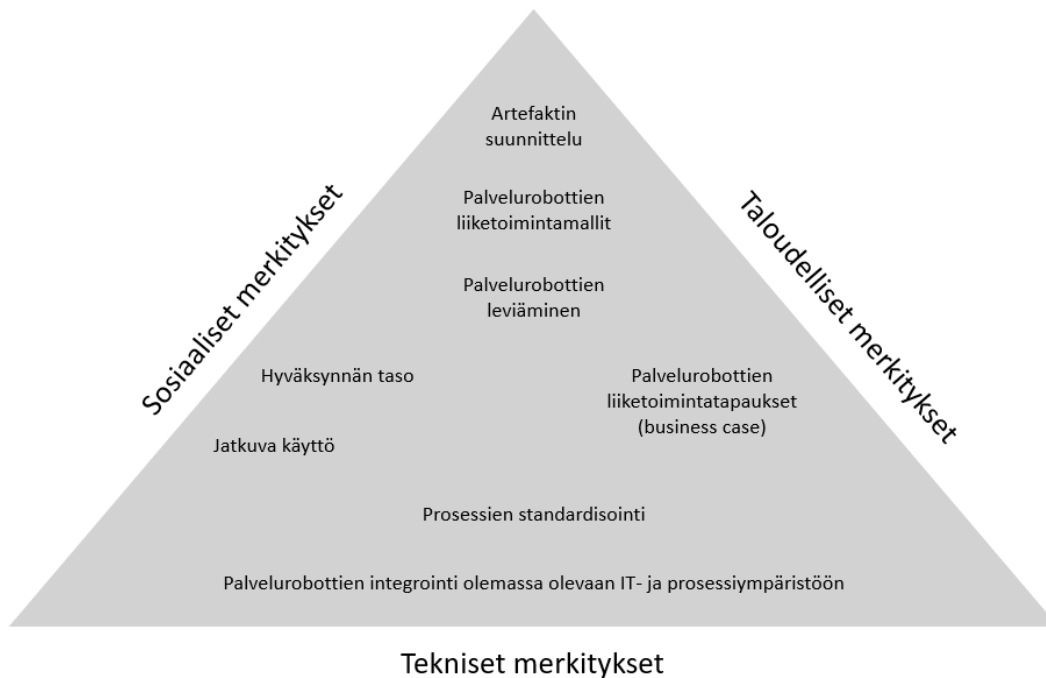 Artefaktin
suunnittelu
Palvelurobottien
liiketoimintamallit
Palvelurobottien
leviäminen
Sosiaaliset merkitykset
Taloudelliset merkitykset
Hyväksynnän taso
Palvelurobottien
liiketoimintatapaukset
(business case)
Jatkuva käyttö
Prosessien standardisointi
Palvelurobottien integrointi olemassa olevaan IT- ja prosessiympäristöön
Tekniset merkitykset